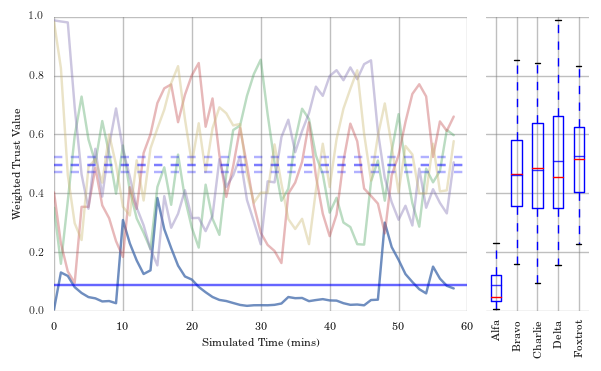 1.0
0.8
0.6
0.4
0.2
0.0
Weighted Trust Value
0 10 20 30 40 50 60
Simulated Time (mins)
Alfa
Bravo
Charlie
Delta
Foxtrot